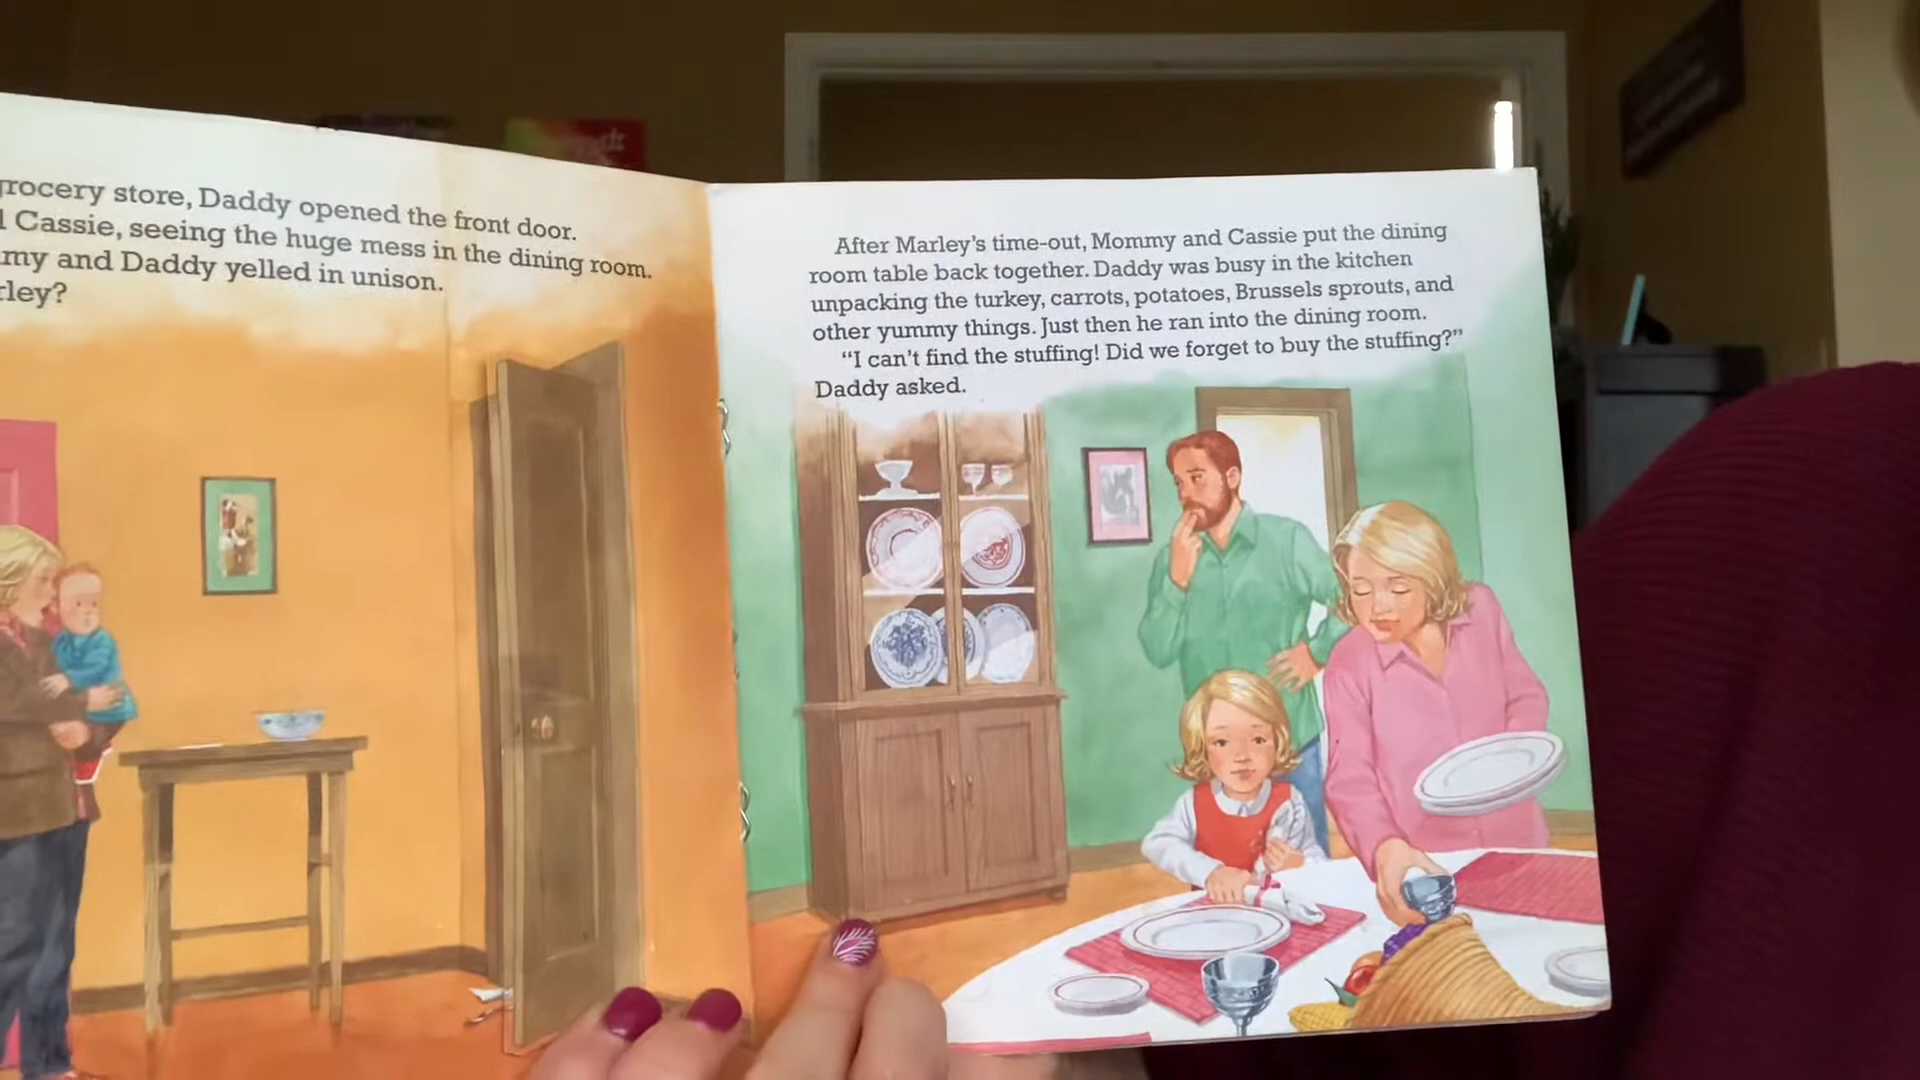 grocery store, Daddy opened the front door.
Cassie, seeing the huge mess in the dining room.
my and Daddy yelled in unison.
rley?
After Marley's time-out, Mommy and Cassie put the dining
room table back together. Daddy was busy in the kitchen
unpacking the turkey, carrots, potatoes, Brussels sprouts, and
other yummy things. Just then he ran into the dining room.
“I can't find the stuffing! Did we forget to buy the stuffing?”
Daddy asked.